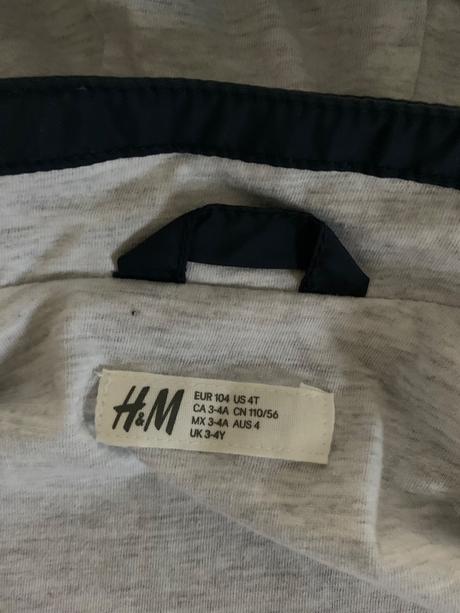 H&M
EUR 104 US 4T
CA 3-4A CN 110/56
MX 3-4A AUS 4
UK 3-4Y